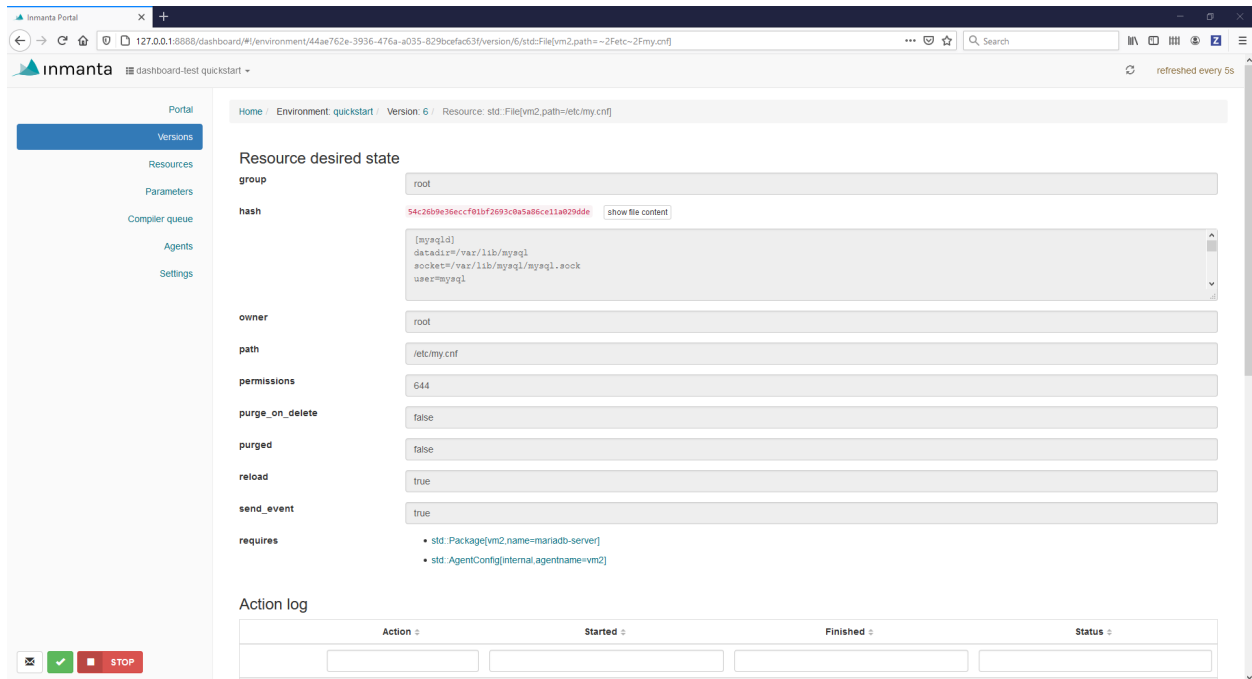 Inmanta Portal
127.0.0.1:8888/dashboard/#!/environment/44ae762e-3936-476a-a035-829bcefac63f/version/6/std::File[vm2,path=~2Fetc~2Fmy.cnf]
Search
inmanta dashboard-test quickstart
refreshed every 5s
Portal
Versions
Resources
Parameters
Compiler queue
Agents
Settings
Home / Environment: quickstart / Version: 6 / Resource: std::File[vm2,path=/etc/my.cnf]
Resource desired state
group root
hash 54c26b9e36eccf01bf2693c0a5a86ce11a029dde show file content
[mysqld]
datadir=/var/lib/mysql
socket=/var/lib/mysql/mysql.sock
user=mysql
owner root
path /etc/my.cnf
permissions 644
purge_on_delete false
purged false
reload true
send_event true
requires • std::Package[vm2,name=mariadb-server]
• std::AgentConfig[internal,agentname=vm2]
Action log
Action Started Finished Status
STOP